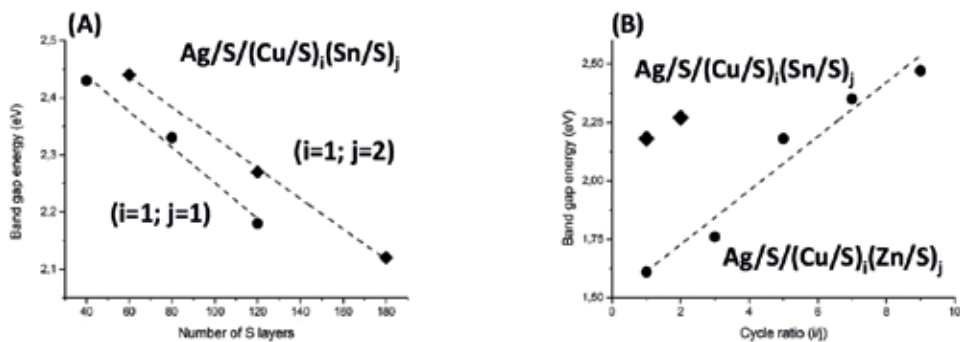 (A)
Ag/S/(Cu/S)i(Sn/S)j
(i=1; j=2)
(i=1; j=1)
Band gap energy (eV)
2,5
2,4
2,3
2,2
2,1
40 60 80 100 120 140 160 180
Number of S layers
(B)
Ag/S/(Cu/S)i(Sn/S)j
Ag/S/(Cu/S)i(Zn/S)j
Band gap energy (eV)
2,50
2,25
2,00
1,75
1,50
0 2 4 6 8 10
Cycle ratio (i/j)